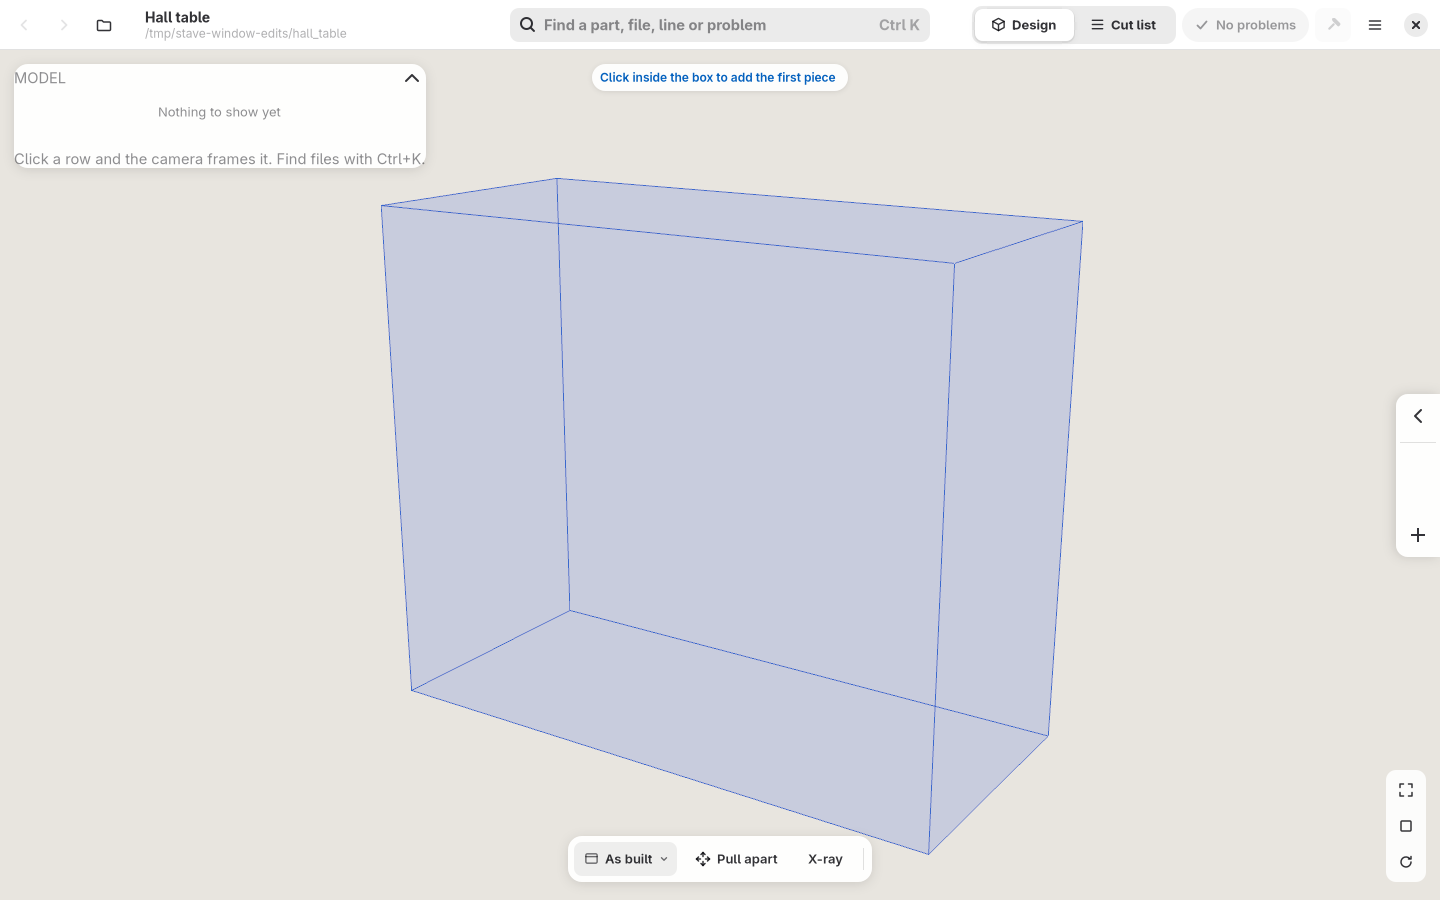 Hall table
/tmp/stave-window-edits/hall_table
Find a part, file, line or problem
Ctrl K
Design
Cut list
No problems
MODEL
Nothing to show yet
Click a row and the camera frames it. Find files with Ctrl+K.
Click inside the box to add the first piece
As built
Pull apart
X-ray